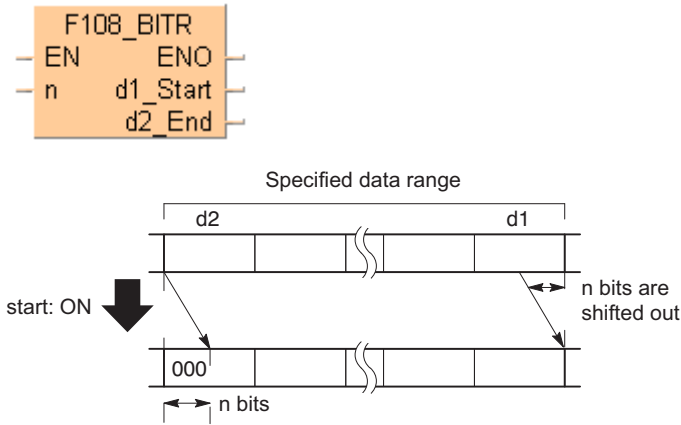 F108_BITR
EN ENO
n d1_Start
d2_End
Specified data range
d2 d1
n bits are
shifted out
start: ON
000
n bits